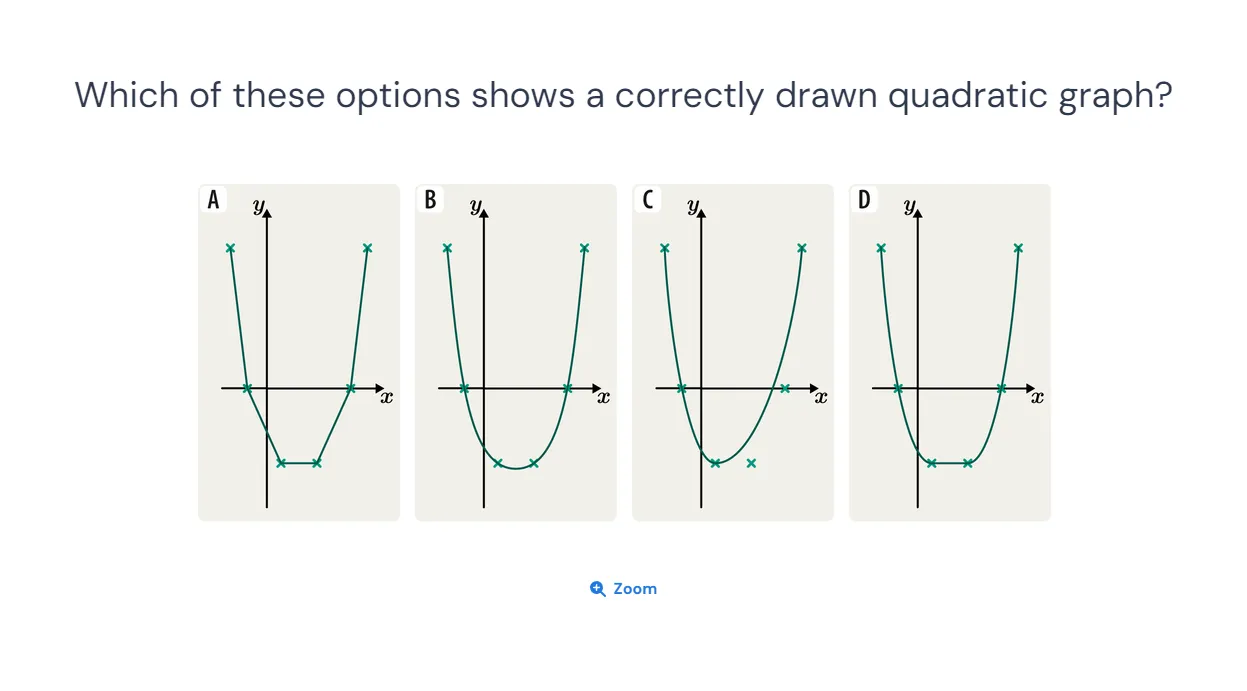 Which of these options shows a correctly drawn quadratic graph?
A y x
B y x
C y x
D y x
Zoom